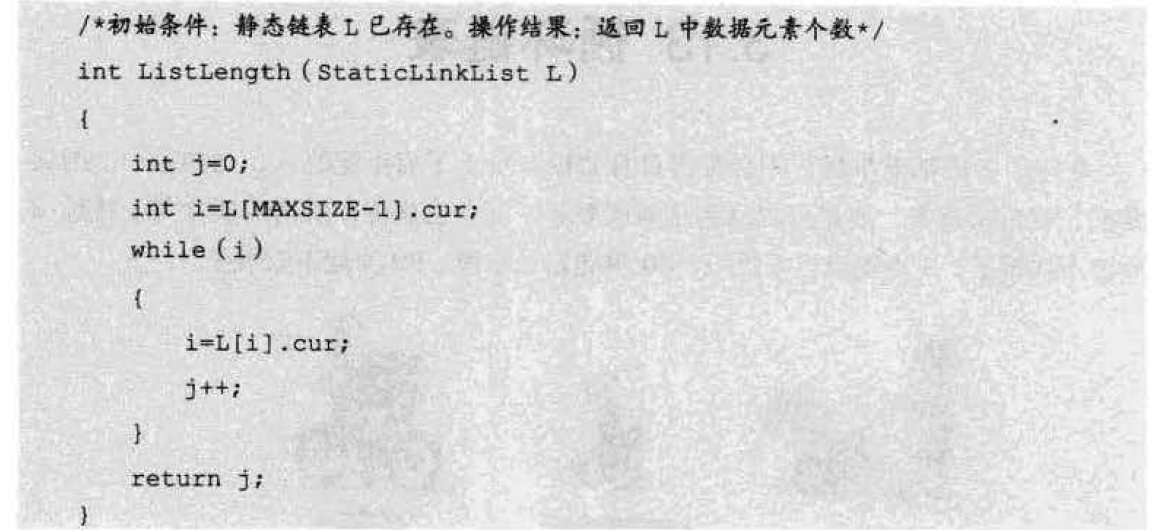 /*初始条件：静态链表 L 已存在。操作结果：返回 L 中数据元素个数*/
int ListLength (StaticLinkList L)
{
    int j=0;
    int i=L[MAXSIZE-1].cur;
    while (i)
    {
        i=L[i].cur;
        j++;
    }
    return j;
}